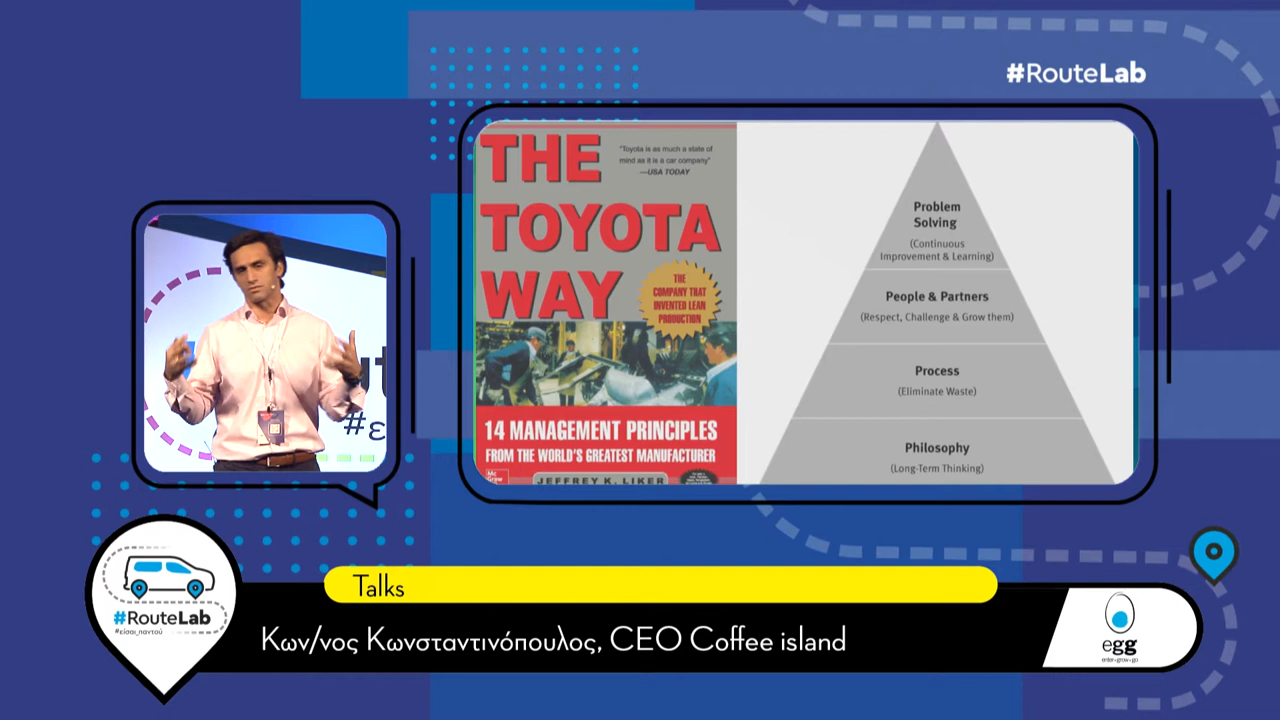 #RouteLab
THE
TOYOTA
WAY
"Toyota is as much a state of
mind as it is a car company"
—USA TODAY
THE
COMPANY THAT
INVENTED LEAN
PRODUCTION
14 MANAGEMENT PRINCIPLES
FROM THE WORLD'S GREATEST MANUFACTURER
Mc
Graw
JEFFREY K. LIKER
Problem
Solving
(Continuous
Improvement & Learning)
People & Partners
(Respect, Challenge & Grow them)
Process
(Eliminate Waste)
Philosophy
(Long-Term Thinking)
#ε
#RouteLab
#είσαι_παντού
Talks
Κων/νος Κωνσταντινόπουλος, CEO Coffee island
egg
enter•grow•go